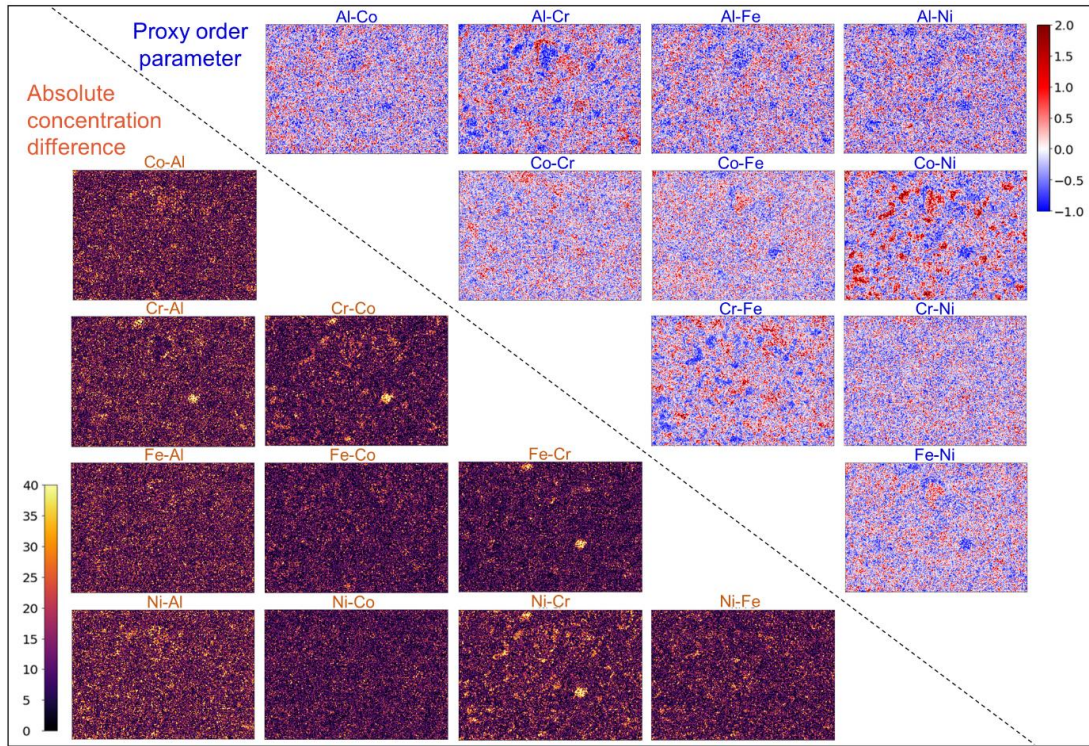 Proxy order
parameter
Al-Co
Al-Cr
Al-Fe
Al-Ni
2.0
1.5
1.0
0.5
0.0
−0.5
−1.0
Absolute
concentration
difference
Co-Al
Co-Cr
Co-Fe
Co-Ni
Cr-Al
Cr-Co
Cr-Fe
Cr-Ni
Fe-Al
Fe-Co
Fe-Cr
Fe-Ni
40
35
30
25
20
15
10
5
0
Ni-Al
Ni-Co
Ni-Cr
Ni-Fe